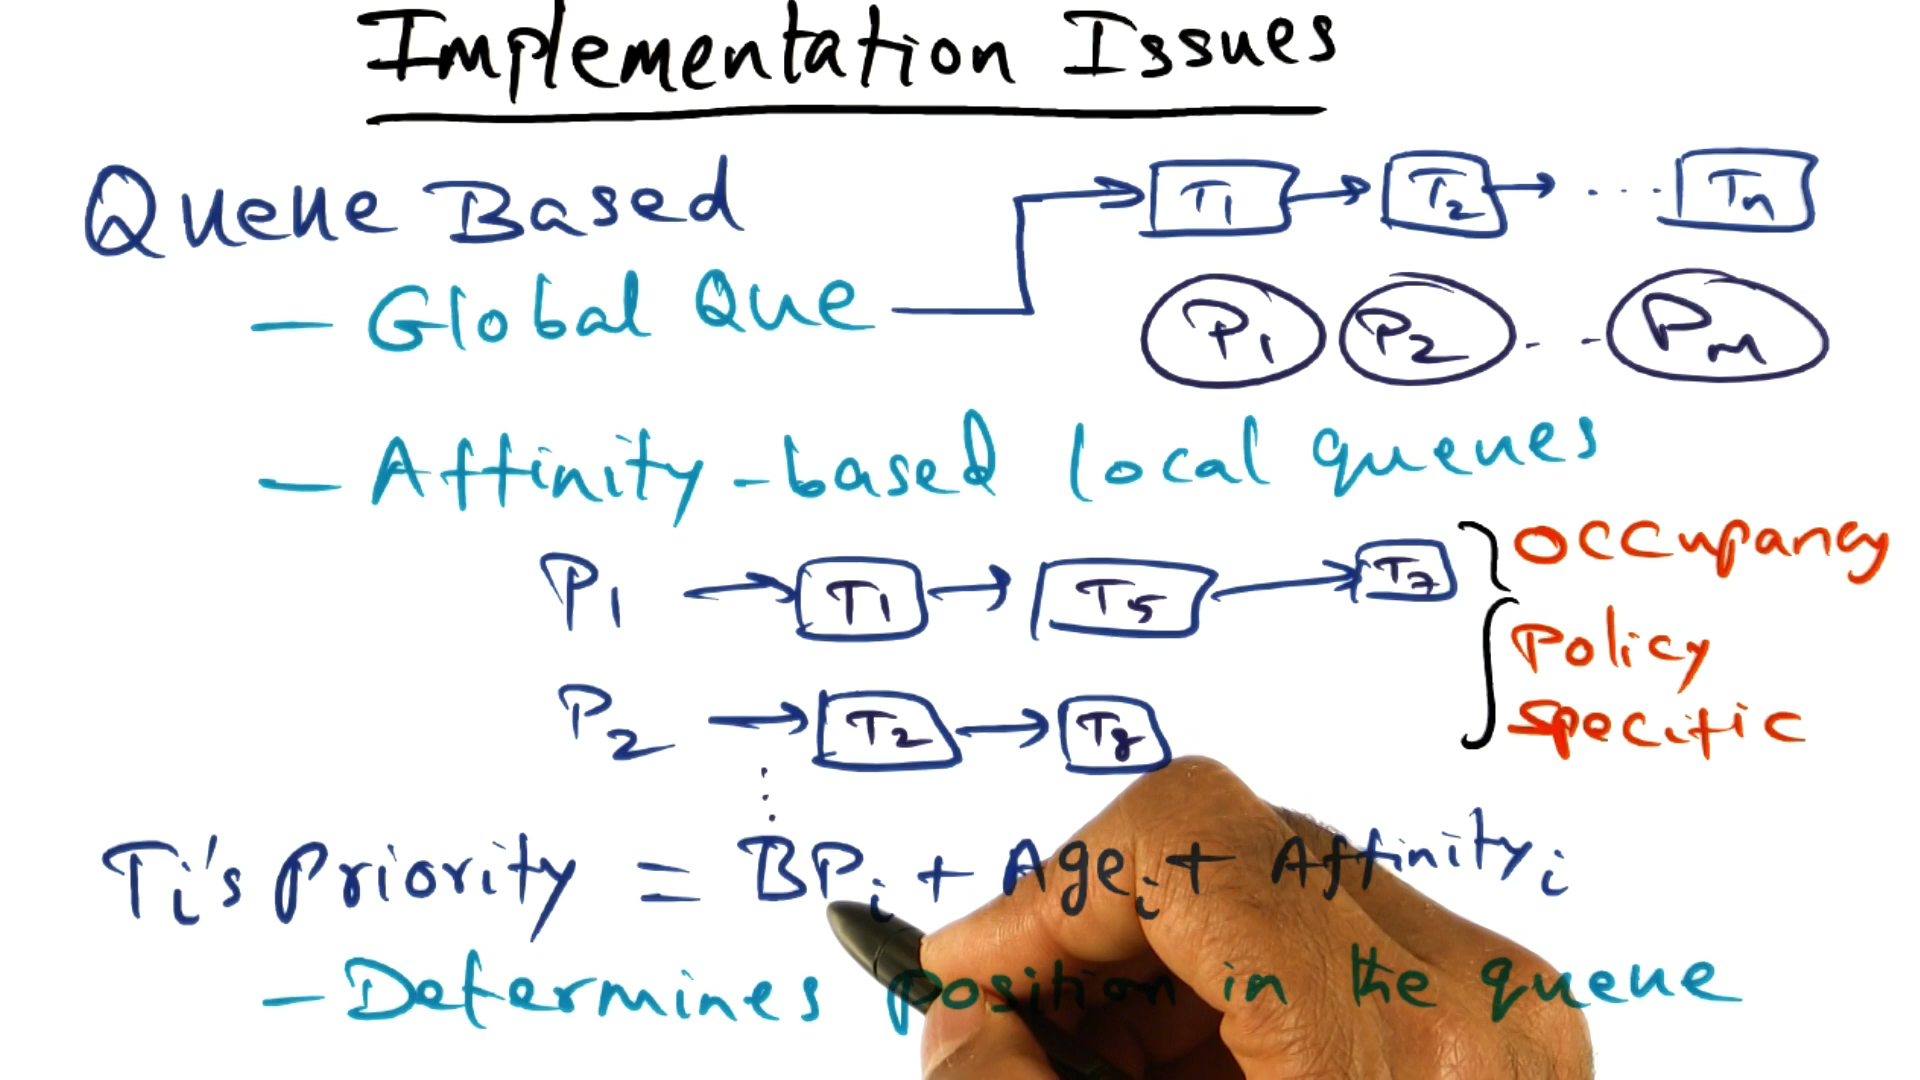 Implementation Issues
Queue Based
T1 T2 ... Tn
- Global Que
P1 P2 . . Pm
- Affinity-based local queues
P1 T1 T5 T7
Occupancy
Policy
Specific
P2 T2 T8
Ti's Priority = BPi + Agei + Affinityi
- Determines position in the queue